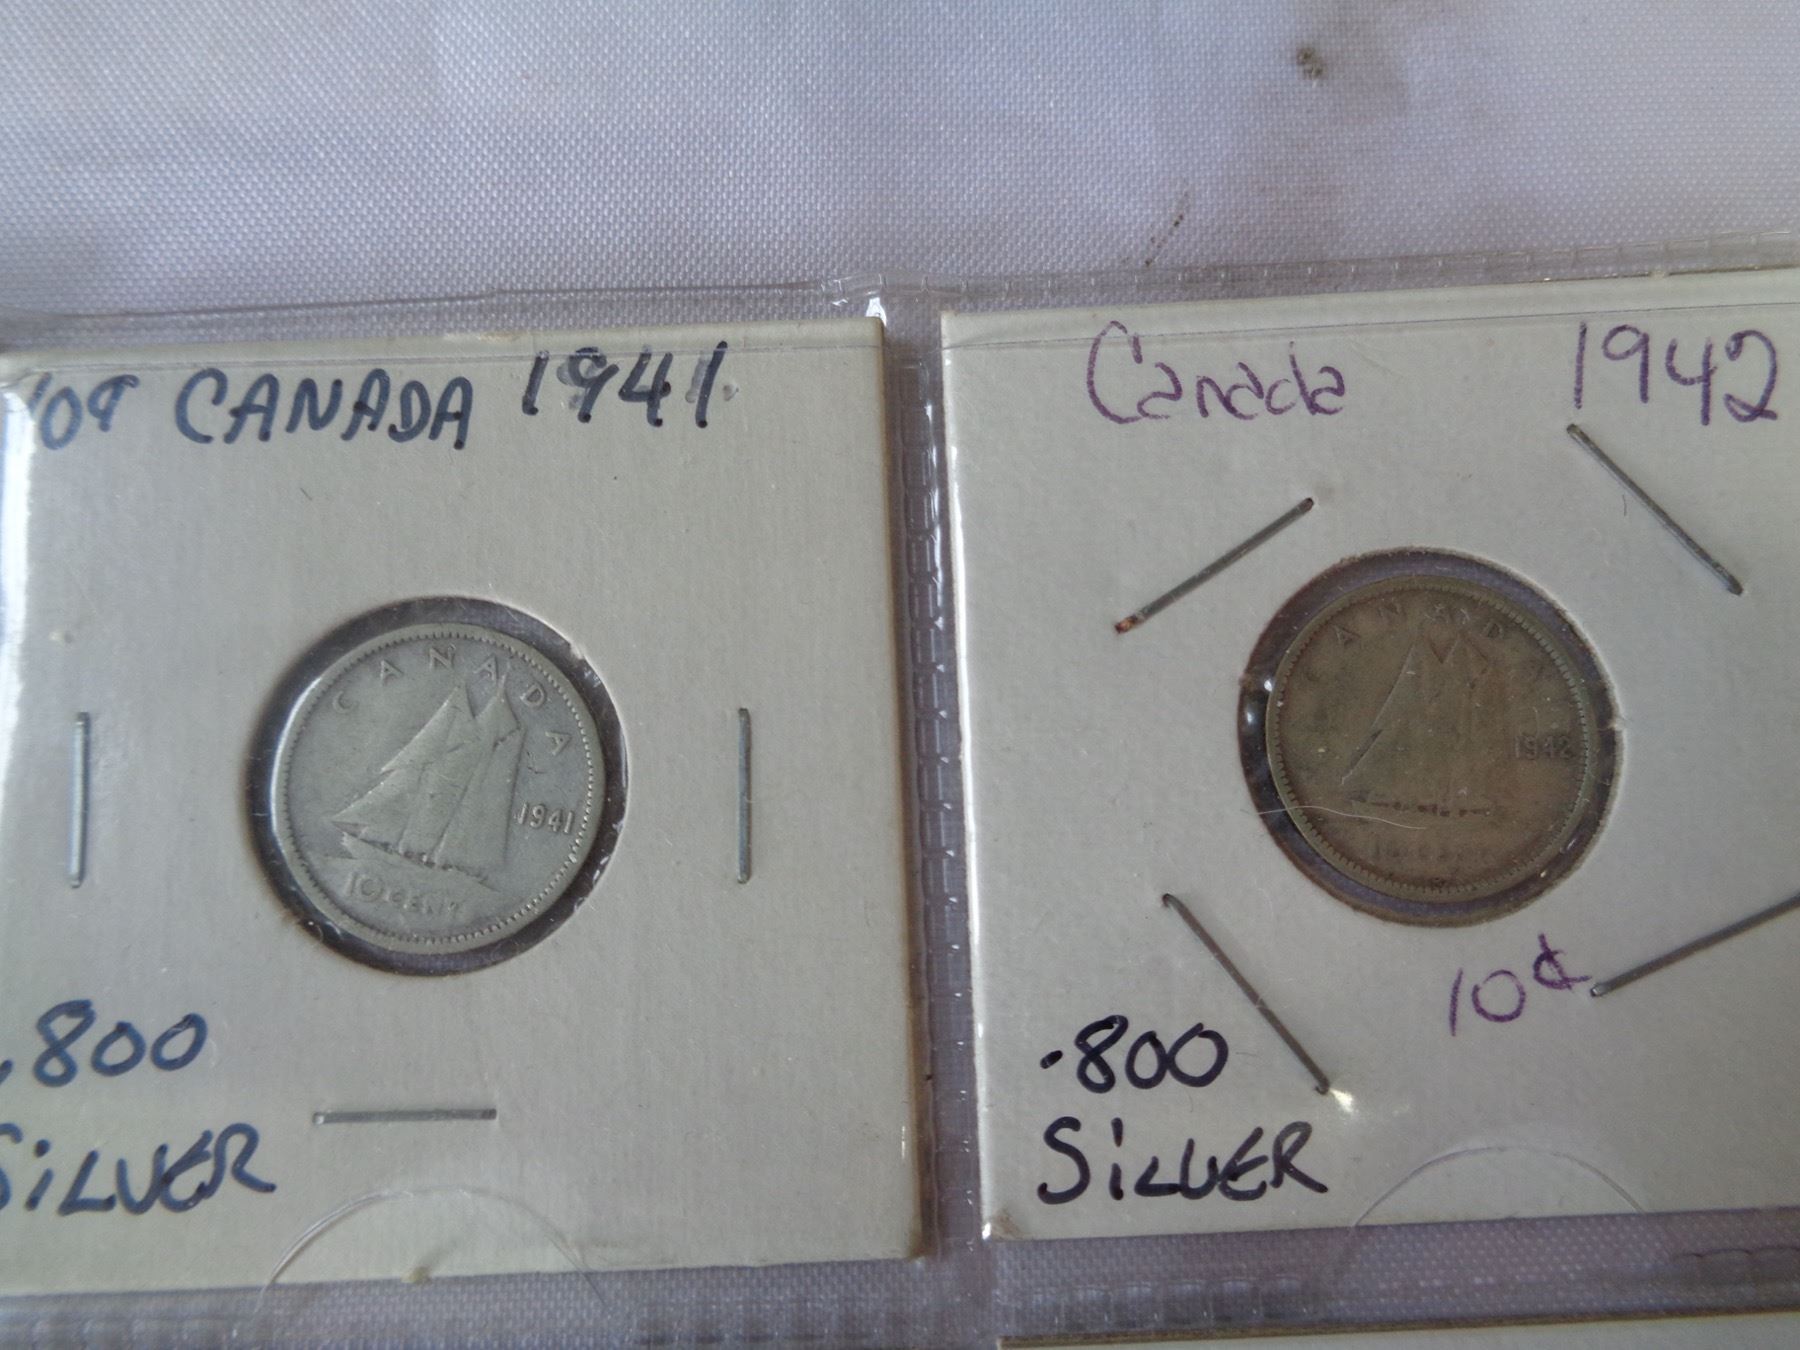 10¢ CANADA 1941
CANADA
1941
10 CENTS
.800
SILVER
Canada 1942
CANADA
1942
10¢
.800
SILVER